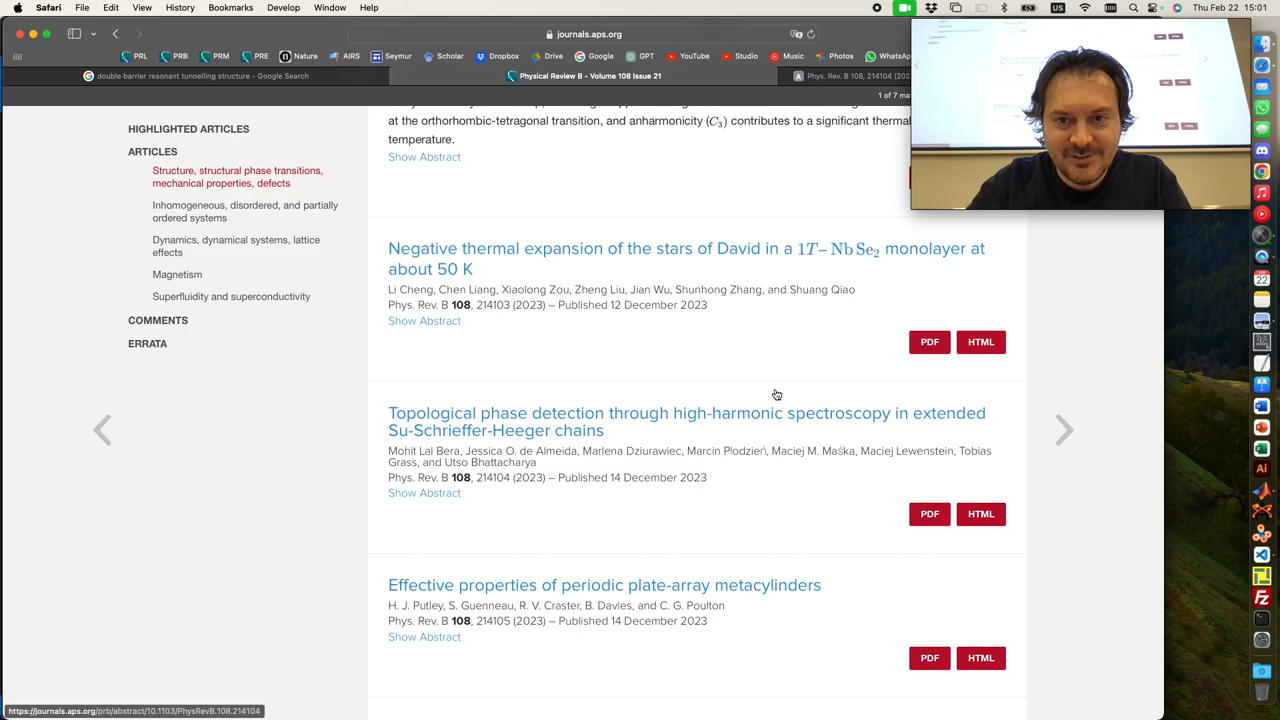 Safari File Edit View History Bookmarks Develop Window Help
Thu Feb 22 15:01
journals.aps.org
PRL PRB PRM PRE Nature AIRS Seymur Scholar Dropbox Google GPT YouTube Studio Music Photos WhatsApp
double barrier resonant tunnelling structure - Google Search
Physical Review B - Volume 108 Issue 21
Phys. Rev. B 108, 214104 (202
1 of 7 ma
HIGHLIGHTED ARTICLES
ARTICLES
Structure, structural phase transitions,
mechanical properties, defects
Inhomogeneous, disordered, and partially
ordered systems
Dynamics, dynamical systems, lattice
effects
Magnetism
Superfluidity and superconductivity
COMMENTS
ERRATA
at the orthorhombic-tetragonal transition, and anharmonicity (C₃) contributes to a significant thermal
temperature.
Show Abstract
Negative thermal expansion of the stars of David in a 1T–NbSe₂ monolayer at
about 50 K
Li Cheng, Chen Liang, Xiaolong Zou, Zheng Liu, Jian Wu, Shunhong Zhang, and Shuang Qiao
Phys. Rev. B 108, 214103 (2023) – Published 12 December 2023
Show Abstract
PDF HTML
Topological phase detection through high-harmonic spectroscopy in extended
Su-Schrieffer-Heeger chains
Mohit Lal Bera, Jessica O. de Almeida, Marlena Dziurawiec, Marcin Płodzień, Maciej M. Maśka, Maciej Lewenstein, Tobias
Grass, and Utso Bhattacharya
Phys. Rev. B 108, 214104 (2023) – Published 14 December 2023
Show Abstract
PDF HTML
Effective properties of periodic plate-array metacylinders
H. J. Putley, S. Guenneau, R. V. Craster, B. Davies, and C. G. Poulton
Phys. Rev. B 108, 214105 (2023) – Published 14 December 2023
Show Abstract
PDF HTML
https://journals.aps.org/prb/abstract/10.1103/PhysRevB.108.214104